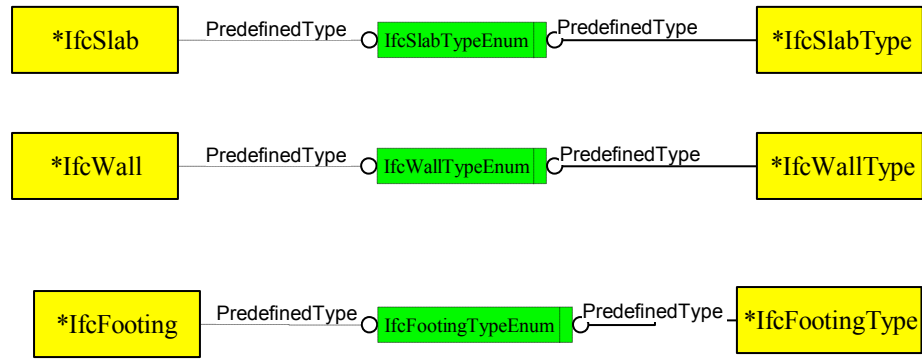 *IfcSlab PredefinedType IfcSlabTypeEnum PredefinedType *IfcSlabType
*IfcWall PredefinedType IfcWallTypeEnum PredefinedType *IfcWallType
*IfcFooting PredefinedType IfcFootingTypeEnum PredefinedType *IfcFootingType